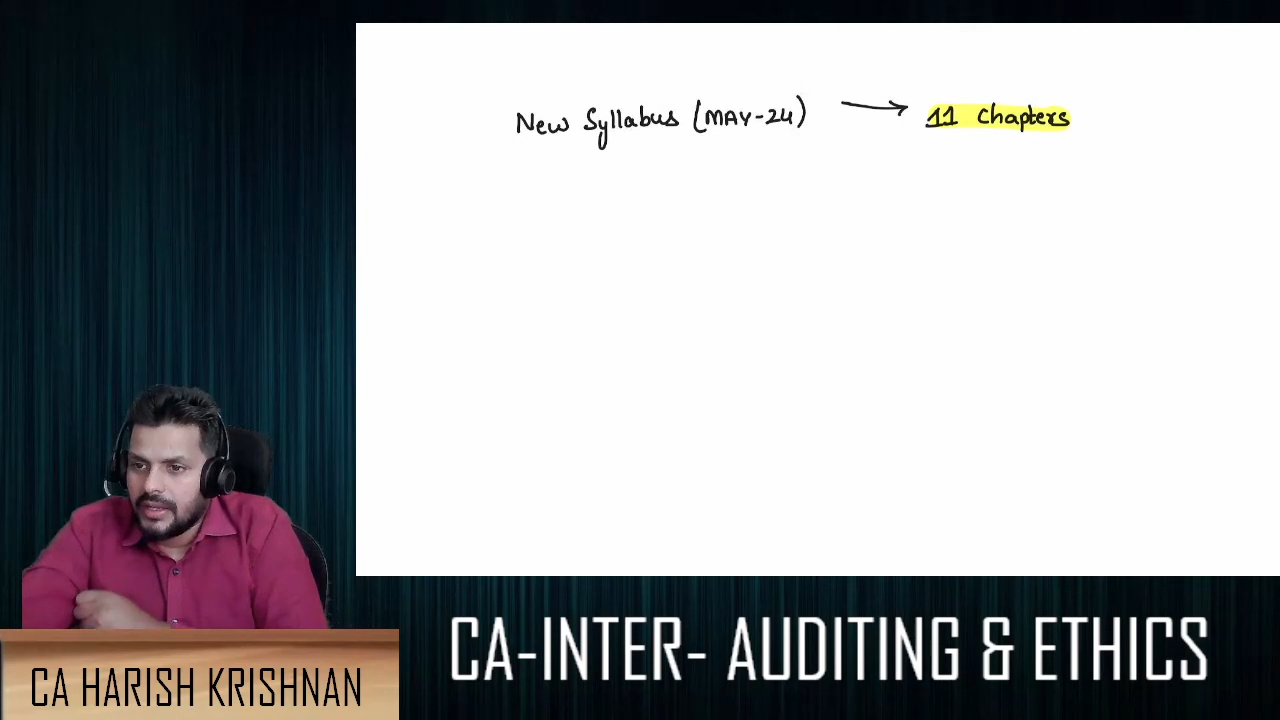 New Syllabus (MAY-24) → 11 Chapters
CA-INTER- AUDITING & ETHICS
CA HARISH KRISHNAN